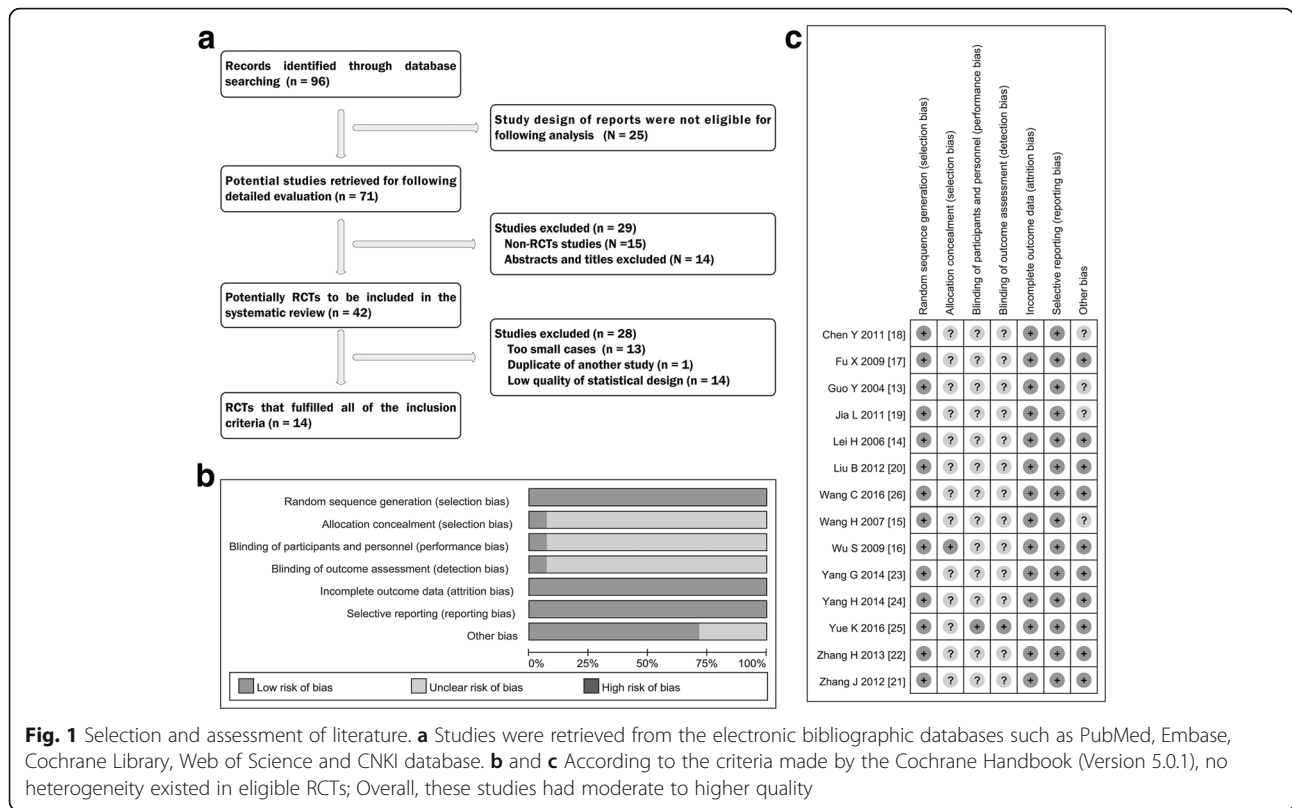 a
Records identified through database
searching (n = 96)
Study design of reports were not eligible for
following analysis (N = 25)
Potential studies retrieved for following
detailed evaluation (n = 71)
Studies excluded (n = 29)
Non-RCTs studies (N =15)
Abstracts and titles excluded (N = 14)
Potentially RCTs to be included in the
systematic review (n = 42)
Studies excluded (n = 28)
Too small cases (n = 13)
Duplicate of another study (n = 1)
Low quality of statistical design (n = 14)
RCTs that fulfilled all of the inclusion
criteria (n = 14)
b
Random sequence generation (selection bias)
Allocation concealment (selection bias)
Blinding of participants and personnel (performance bias)
Blinding of outcome assessment (detection bias)
Incomplete outcome data (attrition bias)
Selective reporting (reporting bias)
Other bias
0% 25% 50% 75% 100%
Low risk of bias Unclear risk of bias High risk of bias
c
Random sequence generation (selection bias)
Allocation concealment (selection bias)
Blinding of participants and personnel (performance bias)
Blinding of outcome assessment (detection bias)
Incomplete outcome data (attrition bias)
Selective reporting (reporting bias)
Other bias
Chen Y 2011 [18] + ? ? ? + + ?
Fu X 2009 [17] + ? ? ? + + +
Guo Y 2004 [13] + ? ? ? + + ?
Jia L 2011 [19] + ? ? ? + + ?
Lei H 2006 [14] + ? ? ? + + +
Liu B 2012 [20] + ? ? ? + + +
Wang C 2016 [26] + ? ? ? + + +
Wang H 2007 [15] + ? ? ? + + ?
Wu S 2009 [16] + + ? ? + + +
Yang G 2014 [23] + ? ? ? + + +
Yang H 2014 [24] + ? ? ? + + +
Yue K 2016 [25] + ? + + + + +
Zhang H 2013 [22] + ? ? ? + + +
Zhang J 2012 [21] + ? ? ? + + +
Fig. 1 Selection and assessment of literature. a Studies were retrieved from the electronic bibliographic databases such as PubMed, Embase,
Cochrane Library, Web of Science and CNKI database. b and c According to the criteria made by the Cochrane Handbook (Version 5.0.1), no
heterogeneity existed in eligible RCTs; Overall, these studies had moderate to higher quality